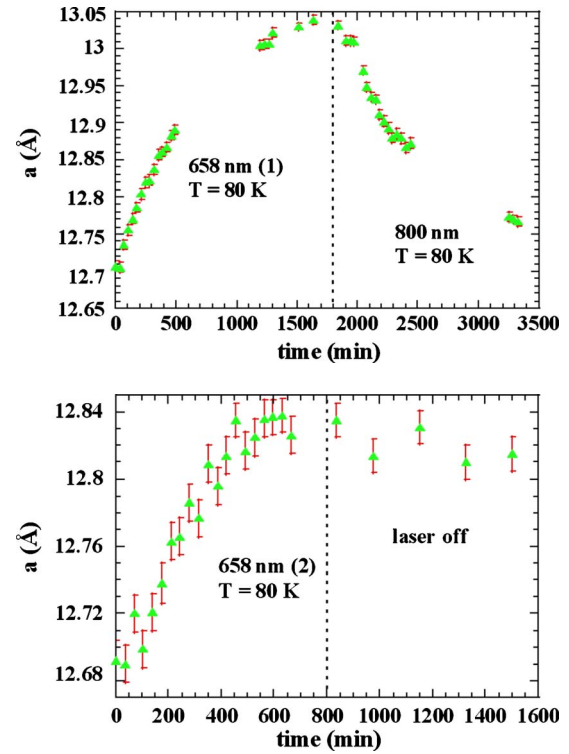 13.05
13
12.95
12.9
12.85
12.8
12.75
12.7
12.65
a (Å)
658 nm (1)
T = 80 K
800 nm
T = 80 K
0 500 1000 1500 2000 2500 3000 3500
time (min)
12.84
12.8
12.76
12.72
12.68
a (Å)
658 nm (2)
T = 80 K
laser off
0 200 400 600 800 1000 1200 1400 1600
time (min)